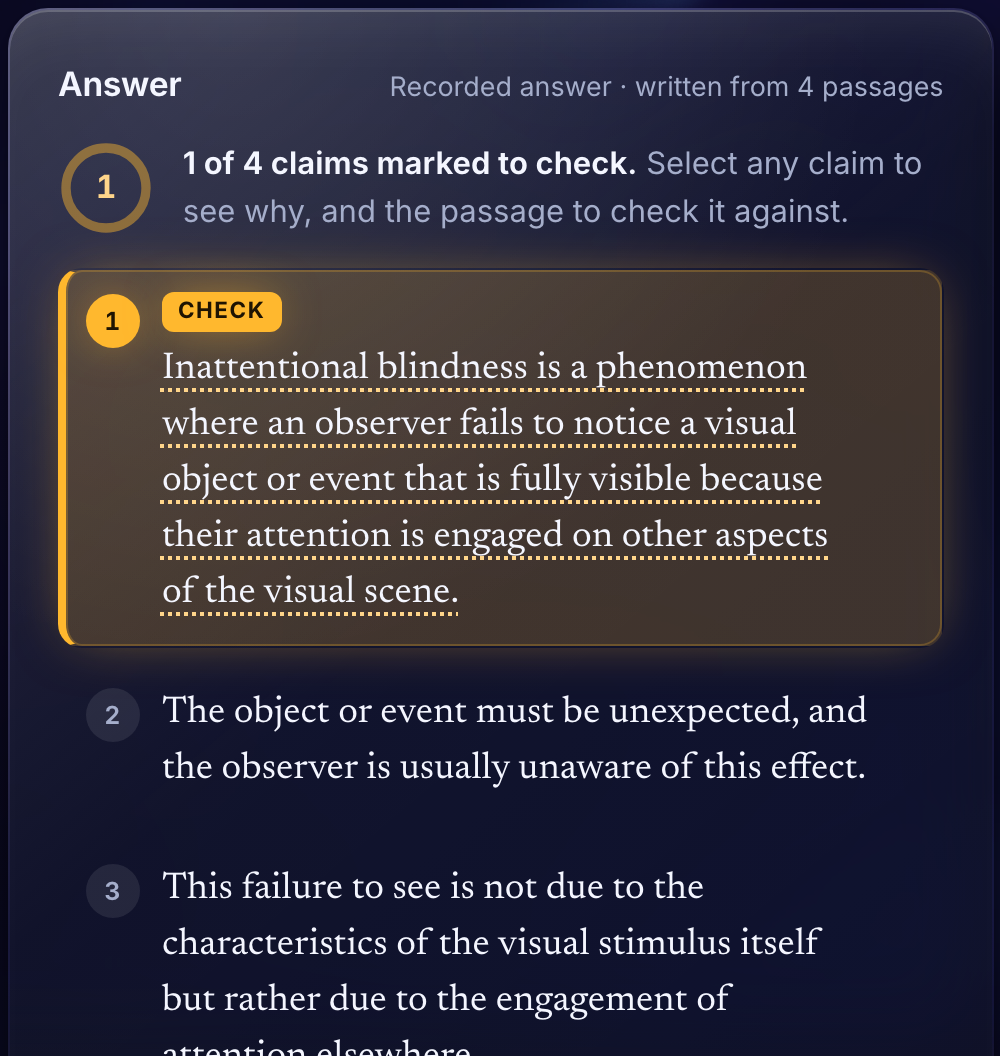 Answer
Recorded answer · written from 4 passages
1
1 of 4 claims marked to check. Select any claim to
see why, and the passage to check it against.
1
CHECK
Inattentional blindness is a phenomenon
where an observer fails to notice a visual
object or event that is fully visible because
their attention is engaged on other aspects
of the visual scene.
2
The object or event must be unexpected, and
the observer is usually unaware of this effect.
3
This failure to see is not due to the
characteristics of the visual stimulus itself
but rather due to the engagement of
attention elsewhere.